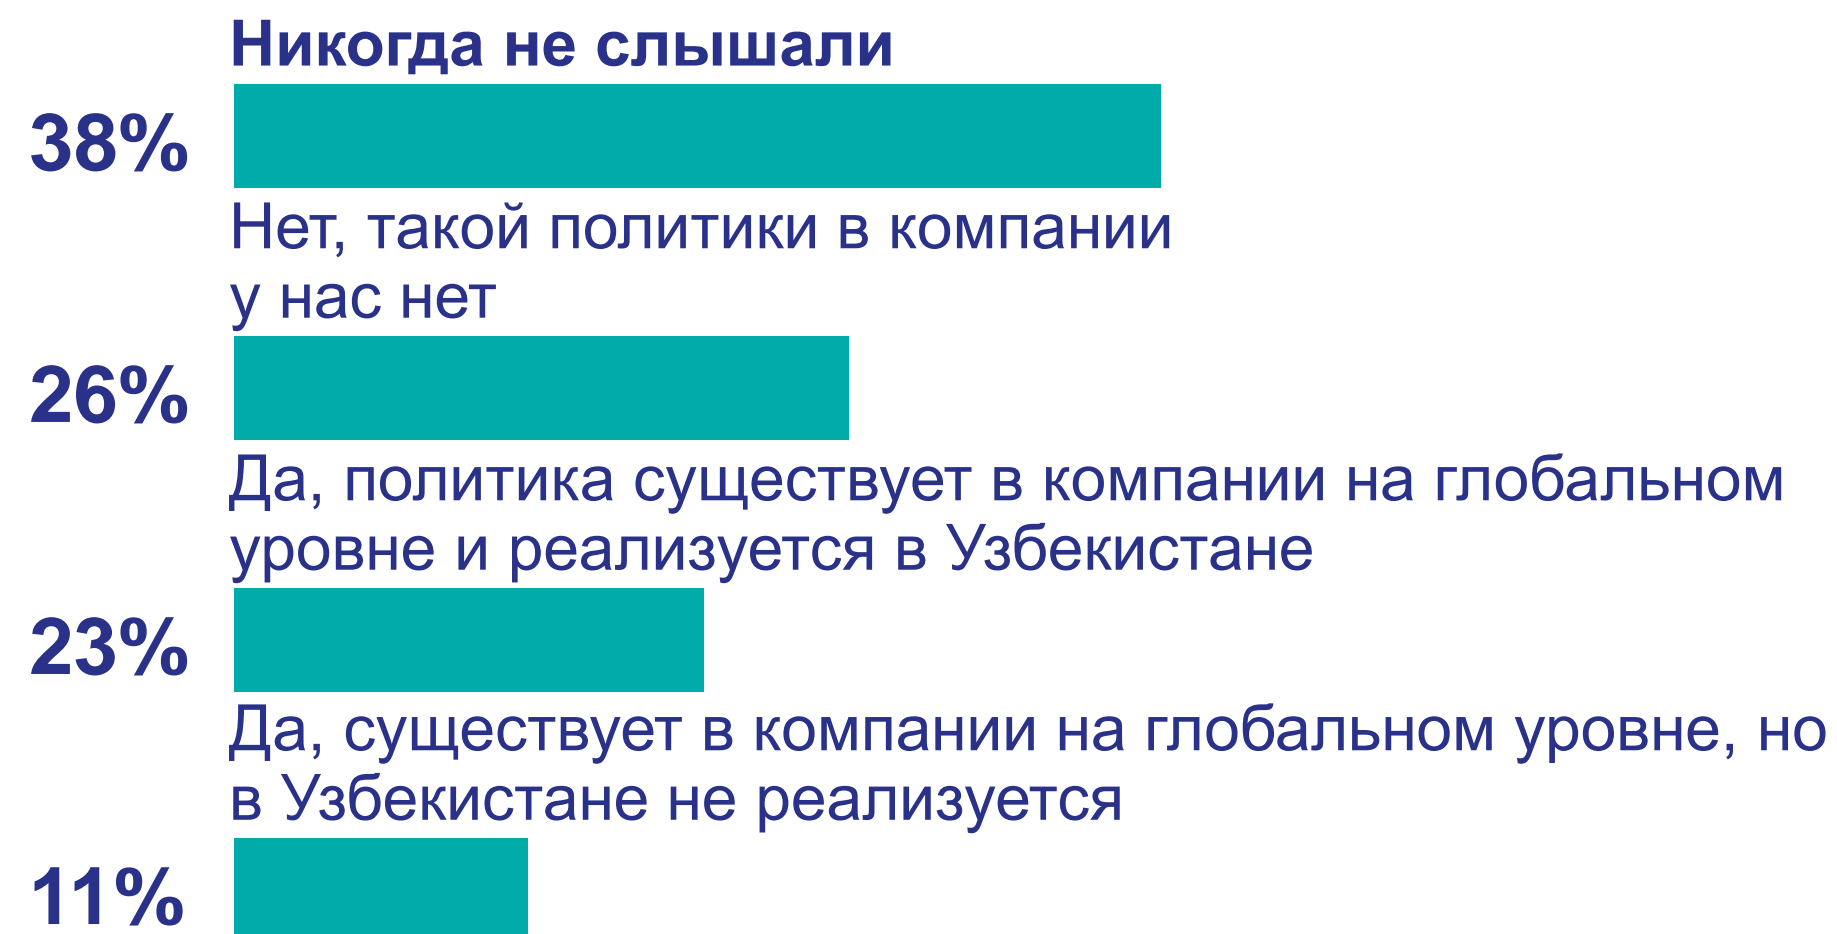 Никогда не слышали
38%
Нет, такой политики в компании
у нас нет
26%
Да, политика существует в компании на глобальном
уровне и реализуется в Узбекистане
23%
Да, существует в компании на глобальном уровне, но
в Узбекистане не реализуется
11%